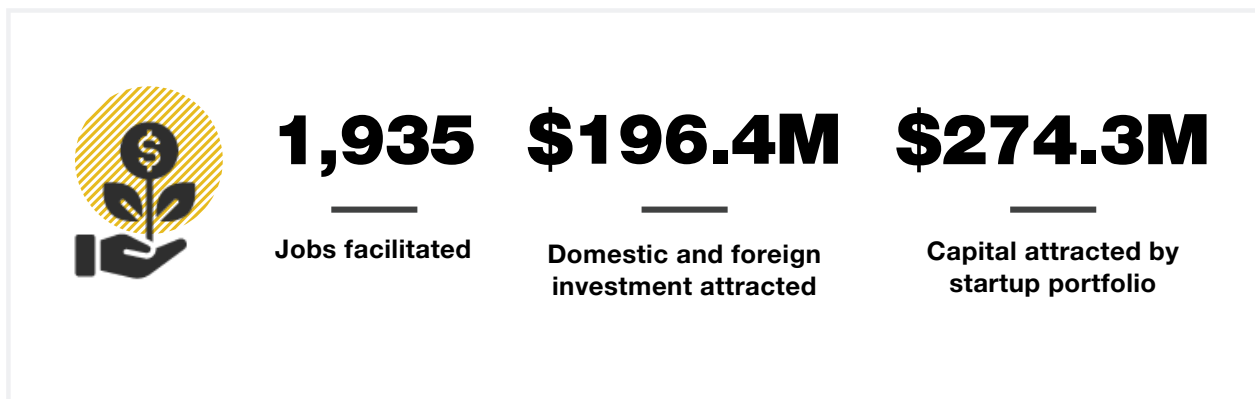 $
1,935
Jobs facilitated
$196.4M
Domestic and foreign
investment attracted
$274.3M
Capital attracted by
startup portfolio